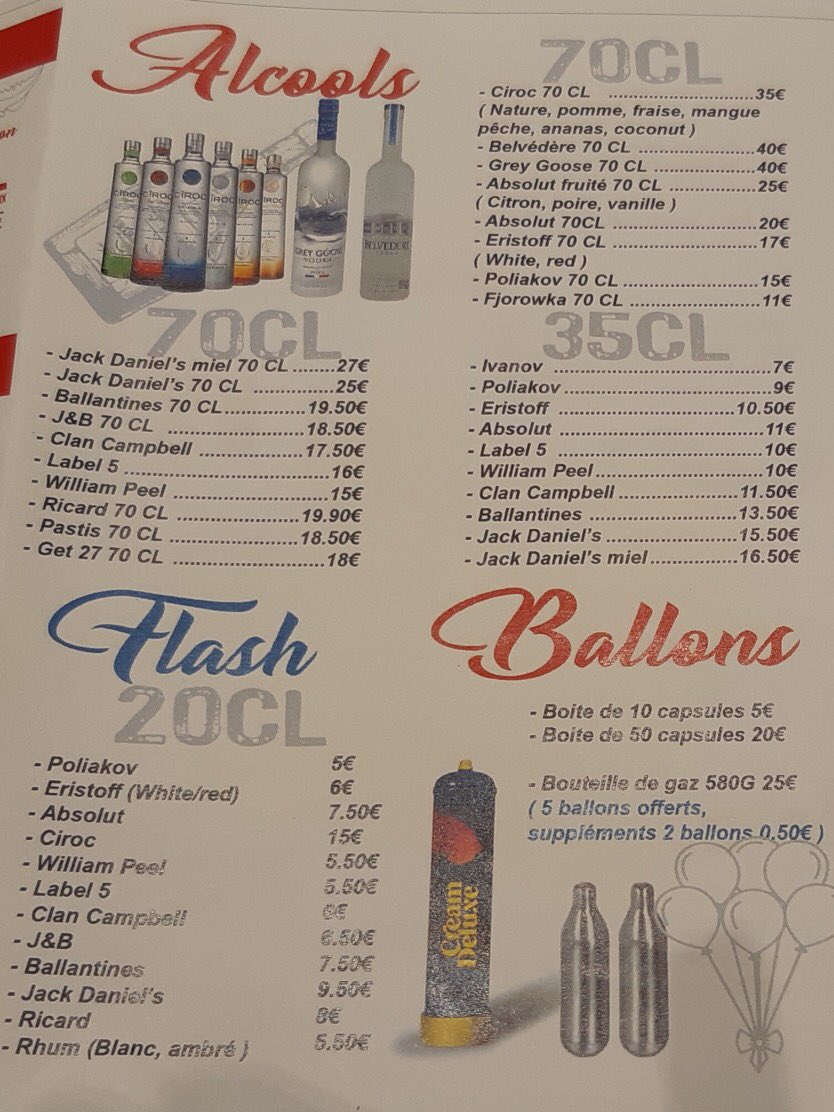 Alcools
CIROC
GREY GOOSE
VODKA
BELVEDERE
70CL
- Ciroc 70 CL ..........................35€
( Nature, pomme, fraise, mangue
pêche, ananas, coconut )
- Belvédère 70 CL ......................40€
- Grey Goose 70 CL ...................40€
- Absolut fruité 70 CL ...............25€
( Citron, poire, vanille )
- Absolut 70CL .........................20€
- Eristoff 70 CL .........................17€
( White, red )
- Poliakov 70 CL .......................15€
- Fjorowka 70 CL ......................11€
70CL
- Jack Daniel's miel 70 CL .......27€
- Jack Daniel's 70 CL ..............25€
- Ballantines 70 CL..............19.50€
- J&B 70 CL .........................18.50€
- Clan Campbell ...................17.50€
- Label 5 ...............................16€
- William Peel ........................15€
- Ricard 70 CL .....................19.90€
- Pastis 70 CL ......................18.50€
- Get 27 70 CL .......................18€
35CL
- Ivanov ...................................7€
- Poliakov.................................9€
- Eristoff ............................10.50€
- Absolut ................................11€
- Label 5 .................................10€
- William Peel..........................10€
- Clan Campbell...................11.50€
- Ballantines .......................13.50€
- Jack Daniel's ....................15.50€
- Jack Daniel's miel..............16.50€
Flash
20CL
- Poliakov 5€
- Eristoff (White/red) 6€
- Absolut 7.50€
- Ciroc 15€
- William Peel 5.50€
- Label 5 5.50€
- Clan Campbell
- J&B 6.50€
- Ballantines 7.50€
- Jack Daniel's 9.50€
- Ricard 8€
- Rhum (Blanc, ambré ) 5.50€
Ballons
- Boite de 10 capsules 5€
- Boite de 50 capsules 20€
- Bouteille de gaz 580G 25€
( 5 ballons offerts,
suppléments 2 ballons 0.50€ )
Cream
Deluxe